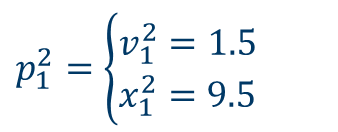 p₁² = { v₁² = 1.5
x₁² = 9.5